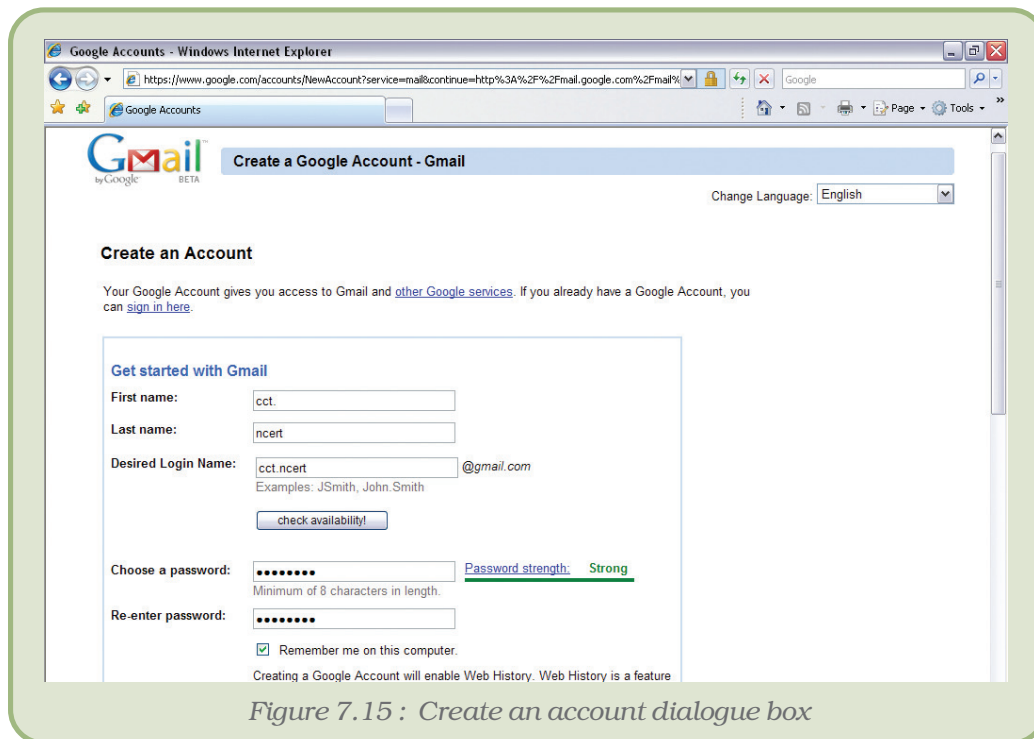 Google Accounts - Windows Internet Explorer
https://www.google.com/accounts/NewAccount?service=mail&continue=http%3A%2F%2Fmail.google.com%2Fmail%
Google
Google Accounts
Page
Tools
Gmail
by Google
BETA
Create a Google Account - Gmail
Change Language: English
Create an Account
Your Google Account gives you access to Gmail and other Google services. If you already have a Google Account, you
can sign in here.
Get started with Gmail
First name: cct.
Last name: ncert
Desired Login Name: cct.ncert @gmail.com
Examples: JSmith, John.Smith
check availability!
Choose a password: •••••••• Password strength: Strong
Minimum of 8 characters in length.
Re-enter password: ••••••••
Remember me on this computer.
Creating a Google Account will enable Web History. Web History is a feature
Figure 7.15 : Create an account dialogue box